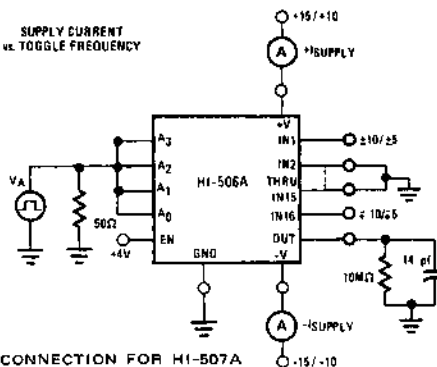 SUPPLY CURRENT
vs. TOGGLE FREQUENCY
+15/+10
A
+ISUPPLY
+V
A3
A2
A1
A0
EN
HI-506A
IN1
IN2
THRU
IN15
IN16
OUT
GND
-V
±10/±5
∓10/∓5
VA
50Ω
+4V
10MΩ
14 pf
A
-ISUPPLY
-15/-10
CONNECTION FOR HI-507A